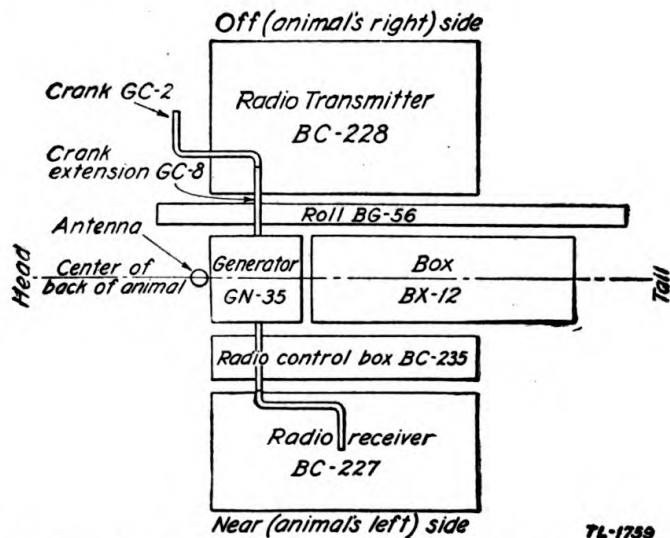 Off (animal's right) side
Crank GC-2
Radio Transmitter
BC-228
Crank
extension GC-8
Roll BG-56
Antenna
Head
Center of
back of animal
Generator
GN-35
Box
BX-12
Tail
Radio control box BC-235
Radio receiver
BC-227
Near (animal's left) side
TL-1759